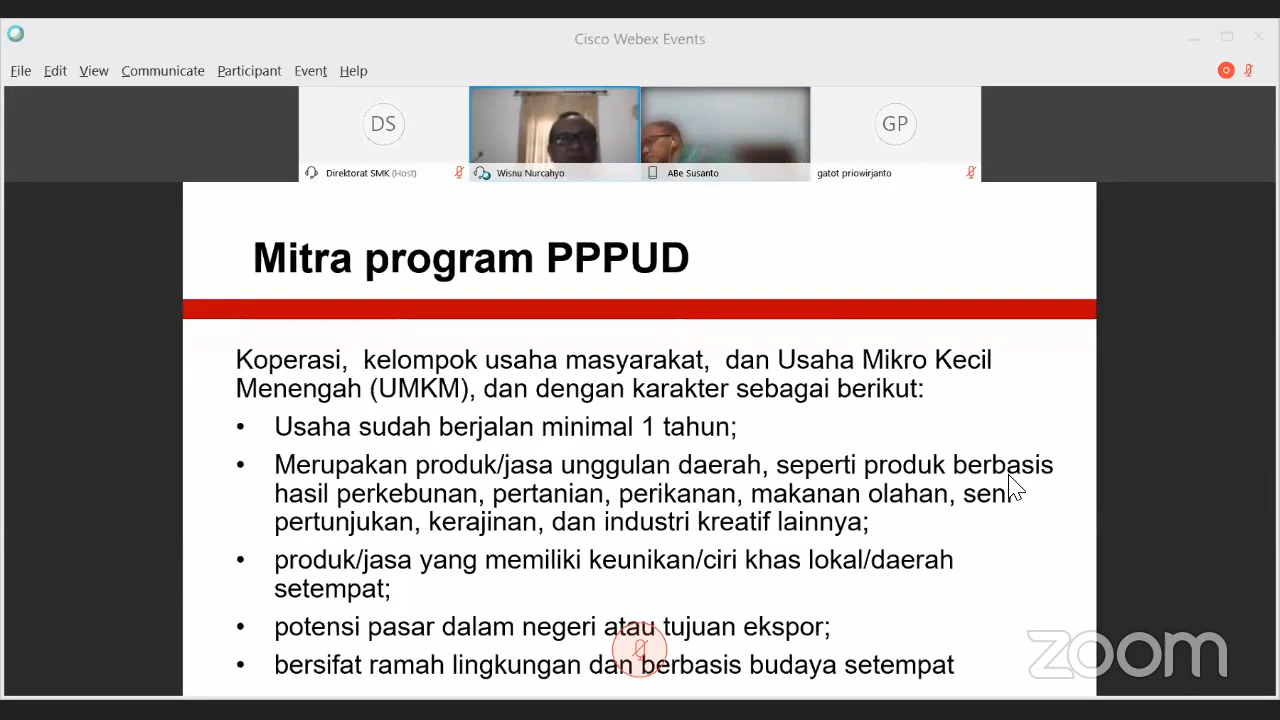 Cisco Webex Events
File Edit View Communicate Participant Event Help
DS
GP
Direktorat SMK (Host)
Wisnu Nurcahyo
ABe Susanto
gatot priowirjanto
Mitra program PPPUD
Koperasi, kelompok usaha masyarakat, dan Usaha Mikro Kecil
Menengah (UMKM), dan dengan karakter sebagai berikut:
• Usaha sudah berjalan minimal 1 tahun;
• Merupakan produk/jasa unggulan daerah, seperti produk berbasis
hasil perkebunan, pertanian, perikanan, makanan olahan, seni
pertunjukan, kerajinan, dan industri kreatif lainnya;
• produk/jasa yang memiliki keunikan/ciri khas lokal/daerah
setempat;
• potensi pasar dalam negeri atau tujuan ekspor;
• bersifat ramah lingkungan dan berbasis budaya setempat
zoom